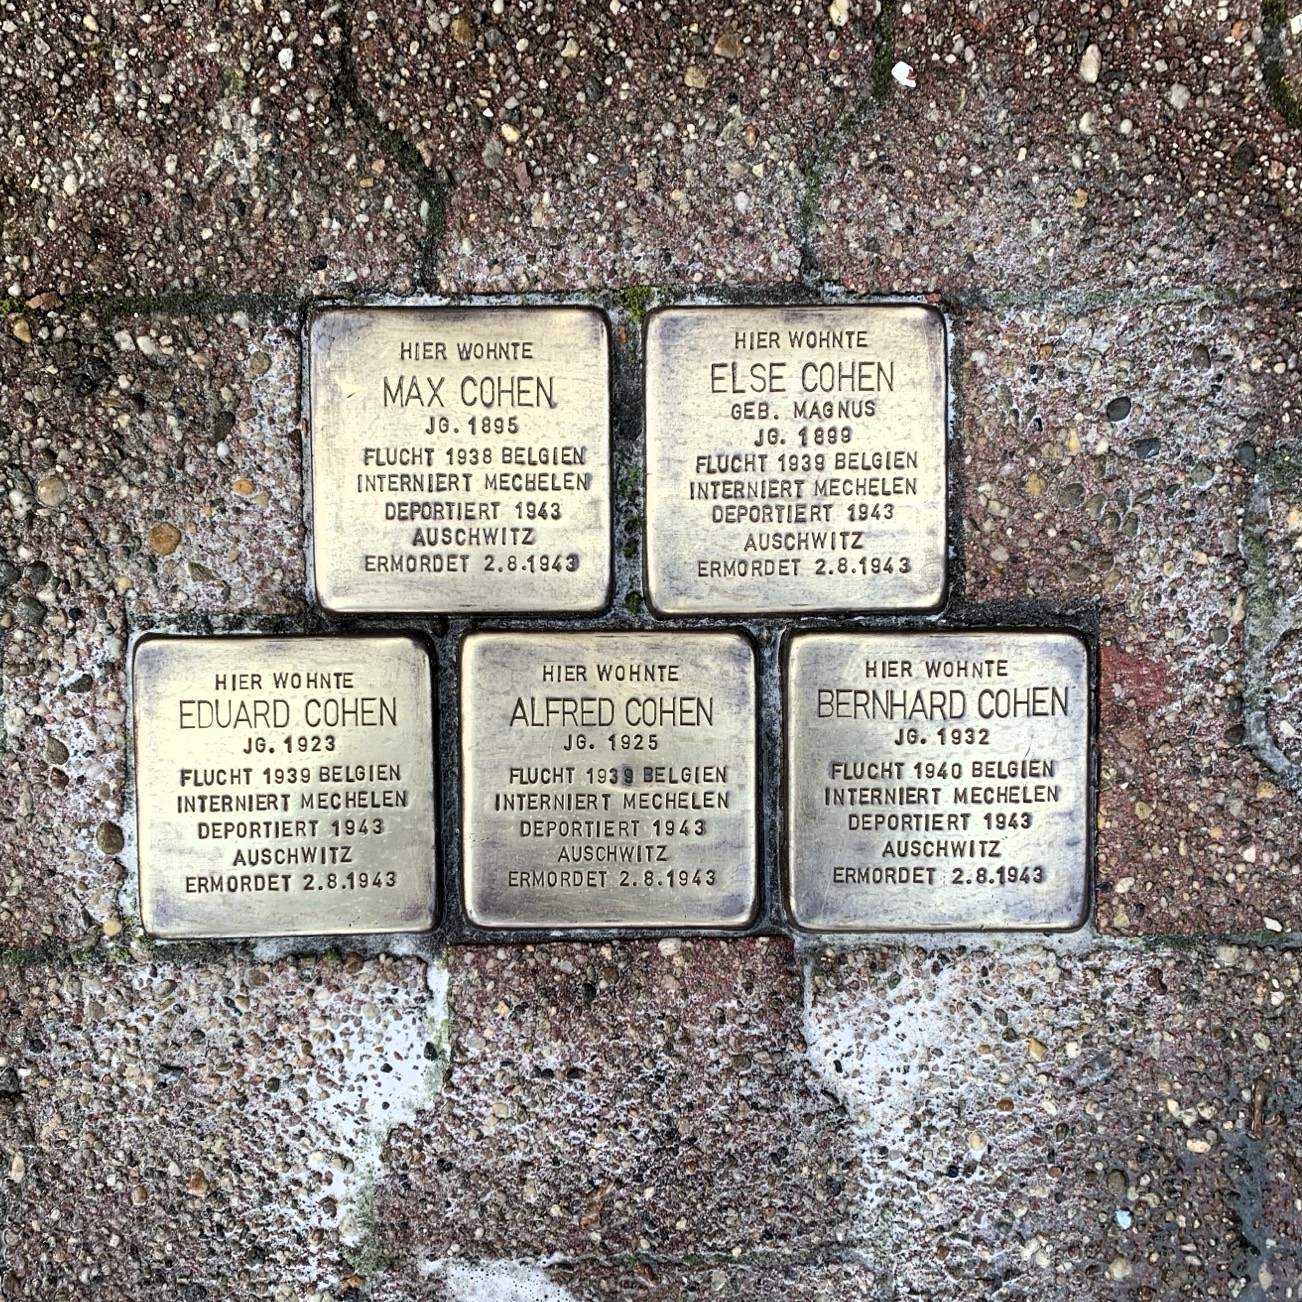 HIER WOHNTE
MAX COHEN
JG. 1895
FLUCHT 1938 BELGIEN
INTERNIERT MECHELEN
DEPORTIERT 1943
AUSCHWITZ
ERMORDET 2.8.1943
HIER WOHNTE
ELSE COHEN
GEB. MAGNUS
JG. 1899
FLUCHT 1939 BELGIEN
INTERNIERT MECHELEN
DEPORTIERT 1943
AUSCHWITZ
ERMORDET 2.8.1943
HIER WOHNTE
EDUARD COHEN
JG. 1923
FLUCHT 1939 BELGIEN
INTERNIERT MECHELEN
DEPORTIERT 1943
AUSCHWITZ
ERMORDET 2.8.1943
HIER WOHNTE
ALFRED COHEN
JG. 1925
FLUCHT 1939 BELGIEN
INTERNIERT MECHELEN
DEPORTIERT 1943
AUSCHWITZ
ERMORDET 2.8.1943
HIER WOHNTE
BERNHARD COHEN
JG. 1932
FLUCHT 1940 BELGIEN
INTERNIERT MECHELEN
DEPORTIERT 1943
AUSCHWITZ
ERMORDET 2.8.1943